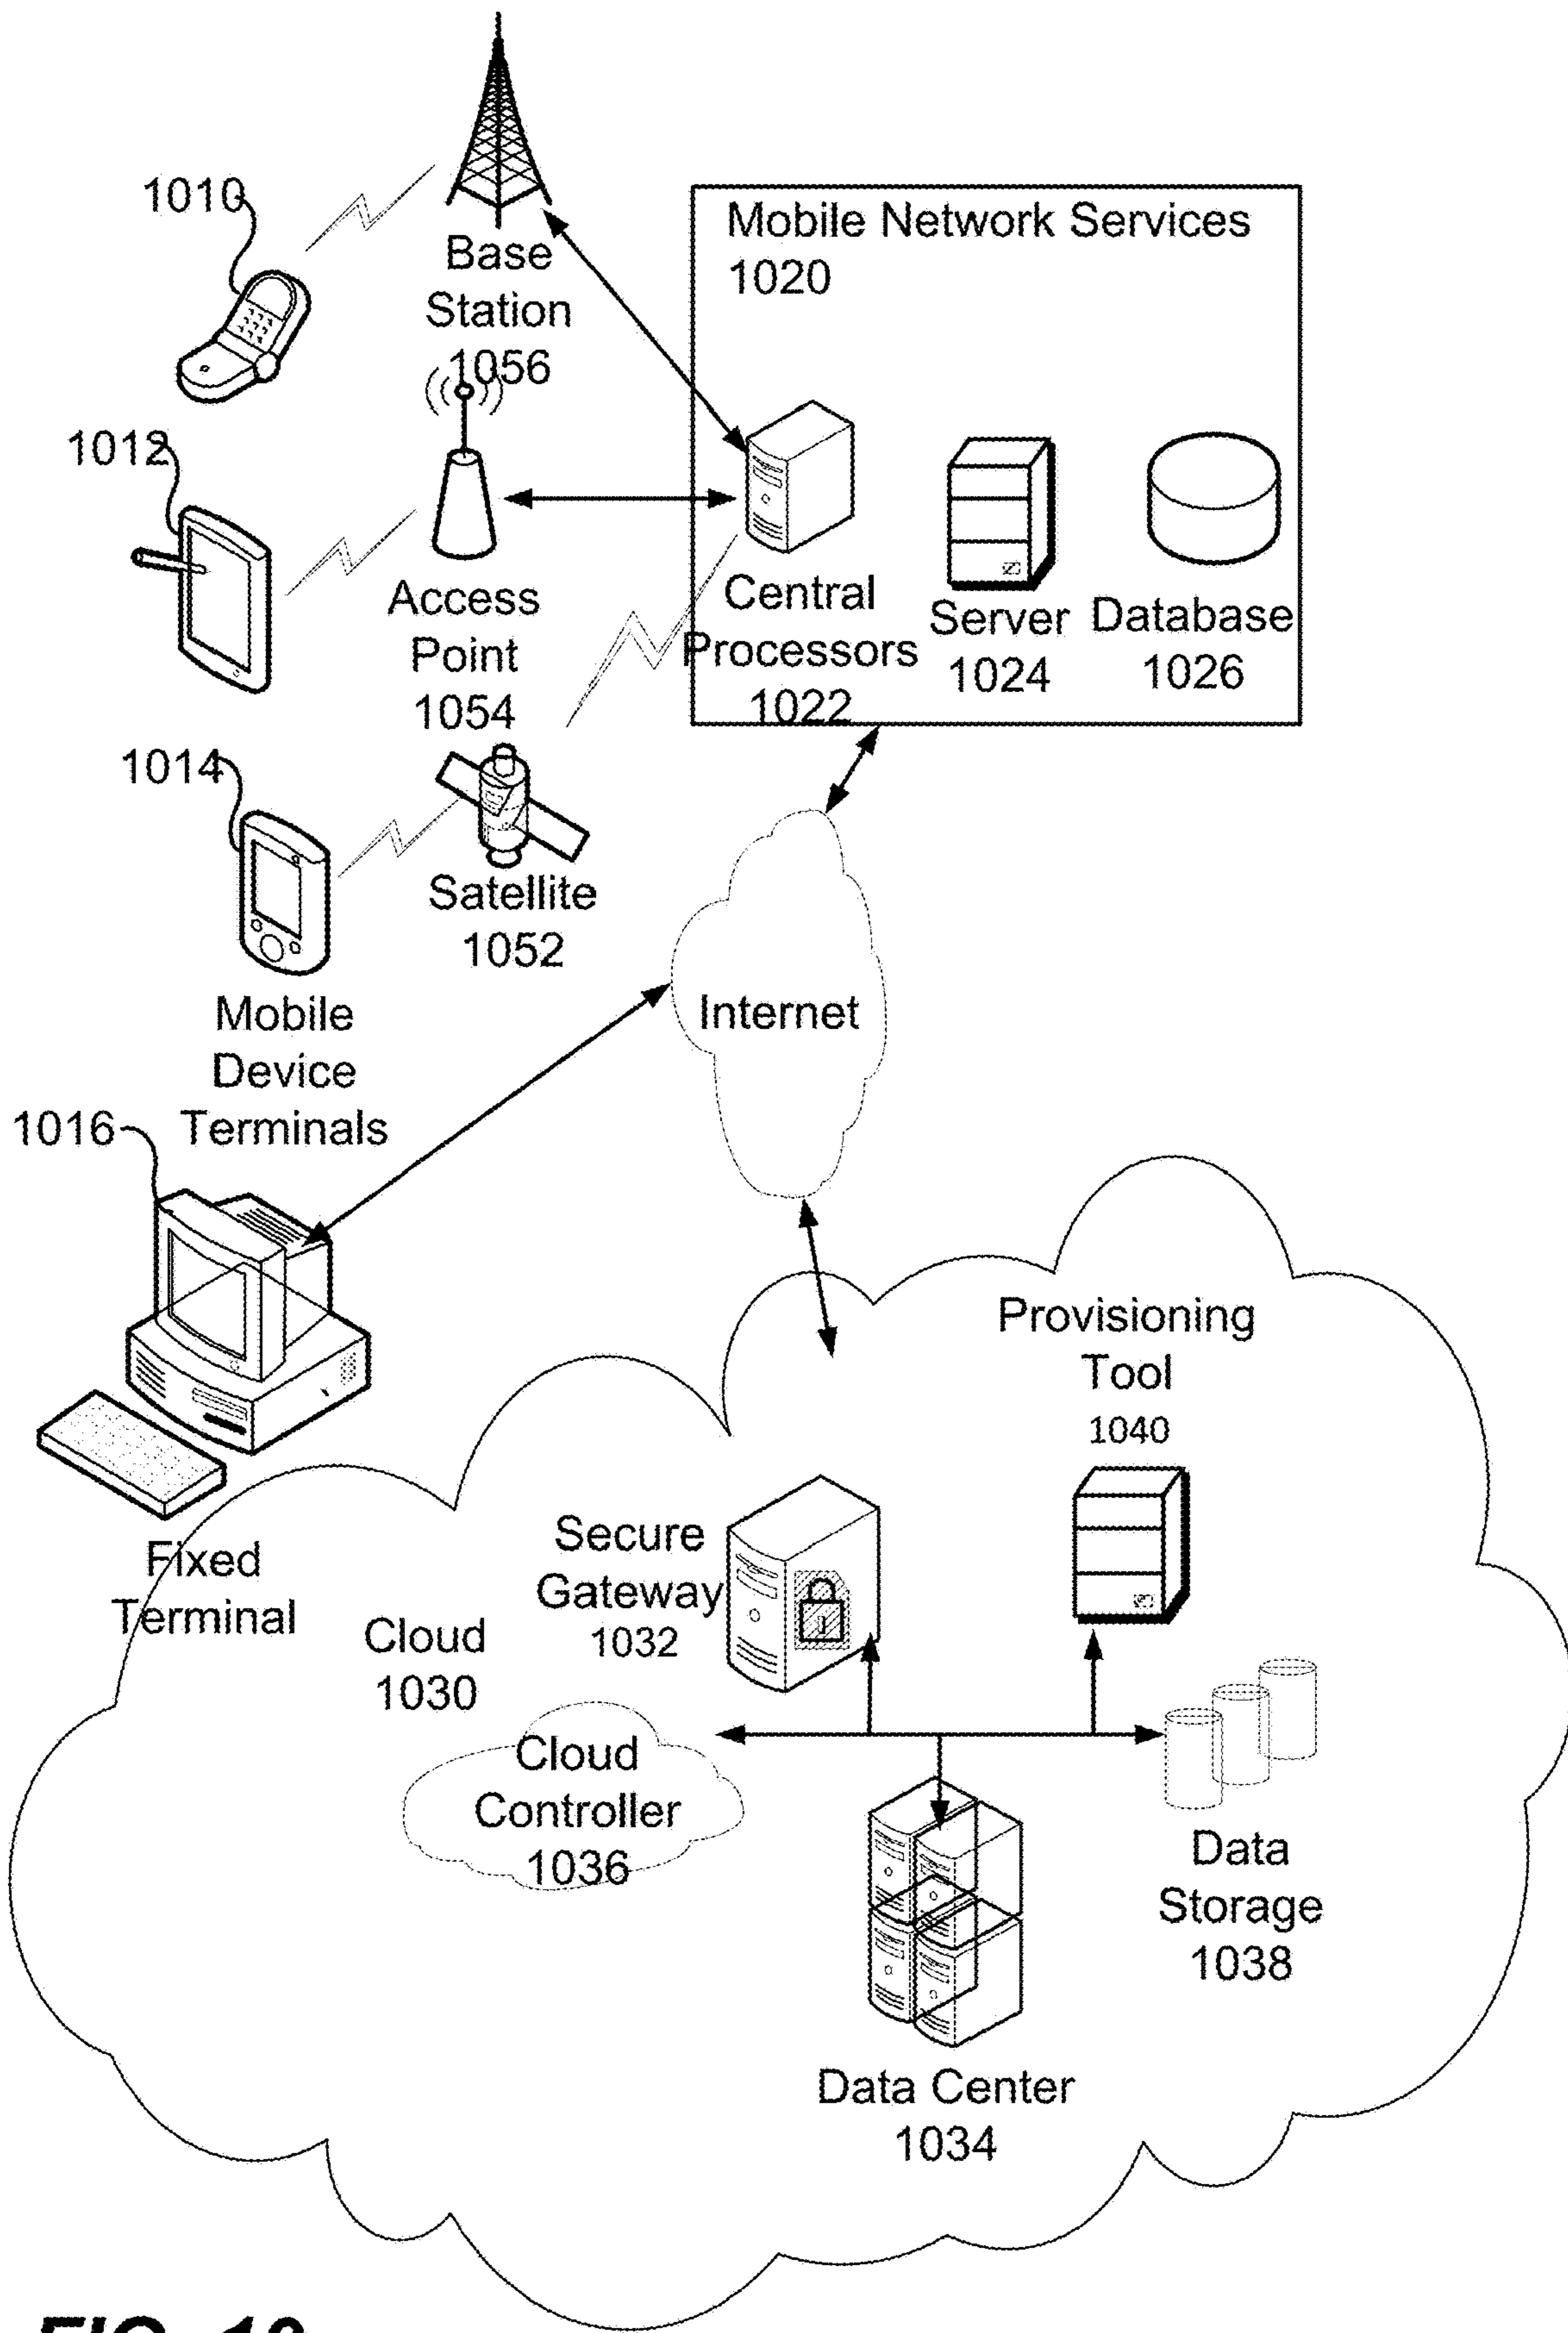 1010
Base
Station
1056
Mobile Network Services
1020
1012
Access
Point
1054
Central
Processors
1022
Server
1024
Database
1026
1014
Satellite
1052
Mobile
Device
Terminals
Internet
1016
Fixed
Terminal
Provisioning
Tool
1040
Secure
Gateway
1032
Cloud
1030
Cloud
Controller
1036
Data
Storage
1038
Data Center
1034